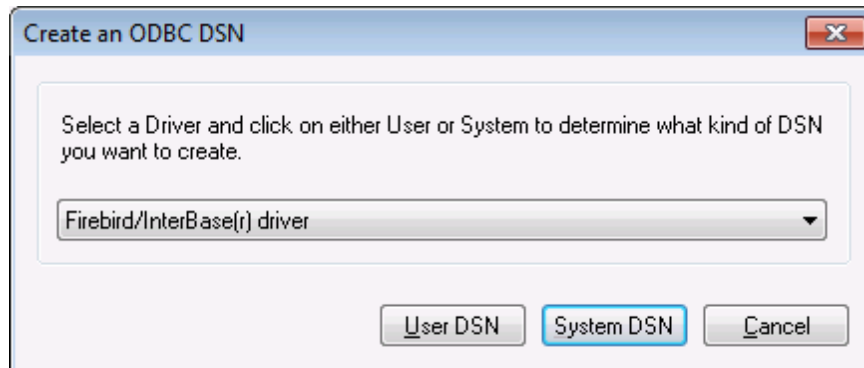 Create an ODBC DSN
Select a Driver and click on either User or System to determine what kind of DSN
you want to create.
Firebird/InterBase(r) driver
User DSN System DSN Cancel